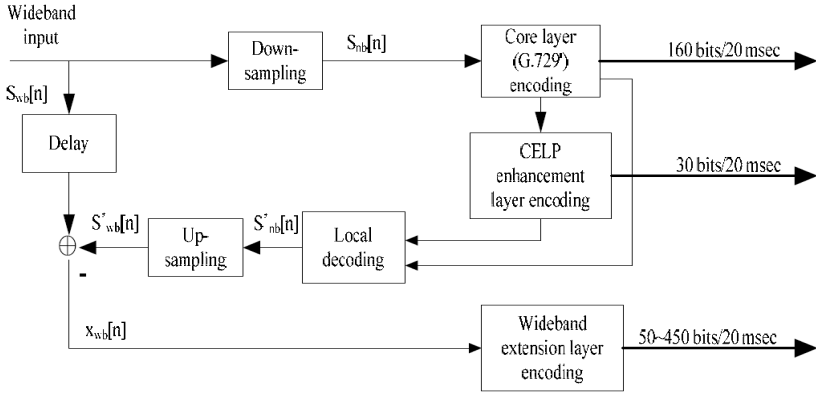 Wideband
input
Down-
sampling
Snb[n]
Core layer
(G.729')
encoding
160 bits/20 msec
Swb[n]
Delay
CELP
enhancement
layer encoding
30 bits/20 msec
S'wb[n]
Up-
sampling
S'nb[n]
Local
decoding
-
xwb[n]
Wideband
extension layer
encoding
50~450 bits/20 msec